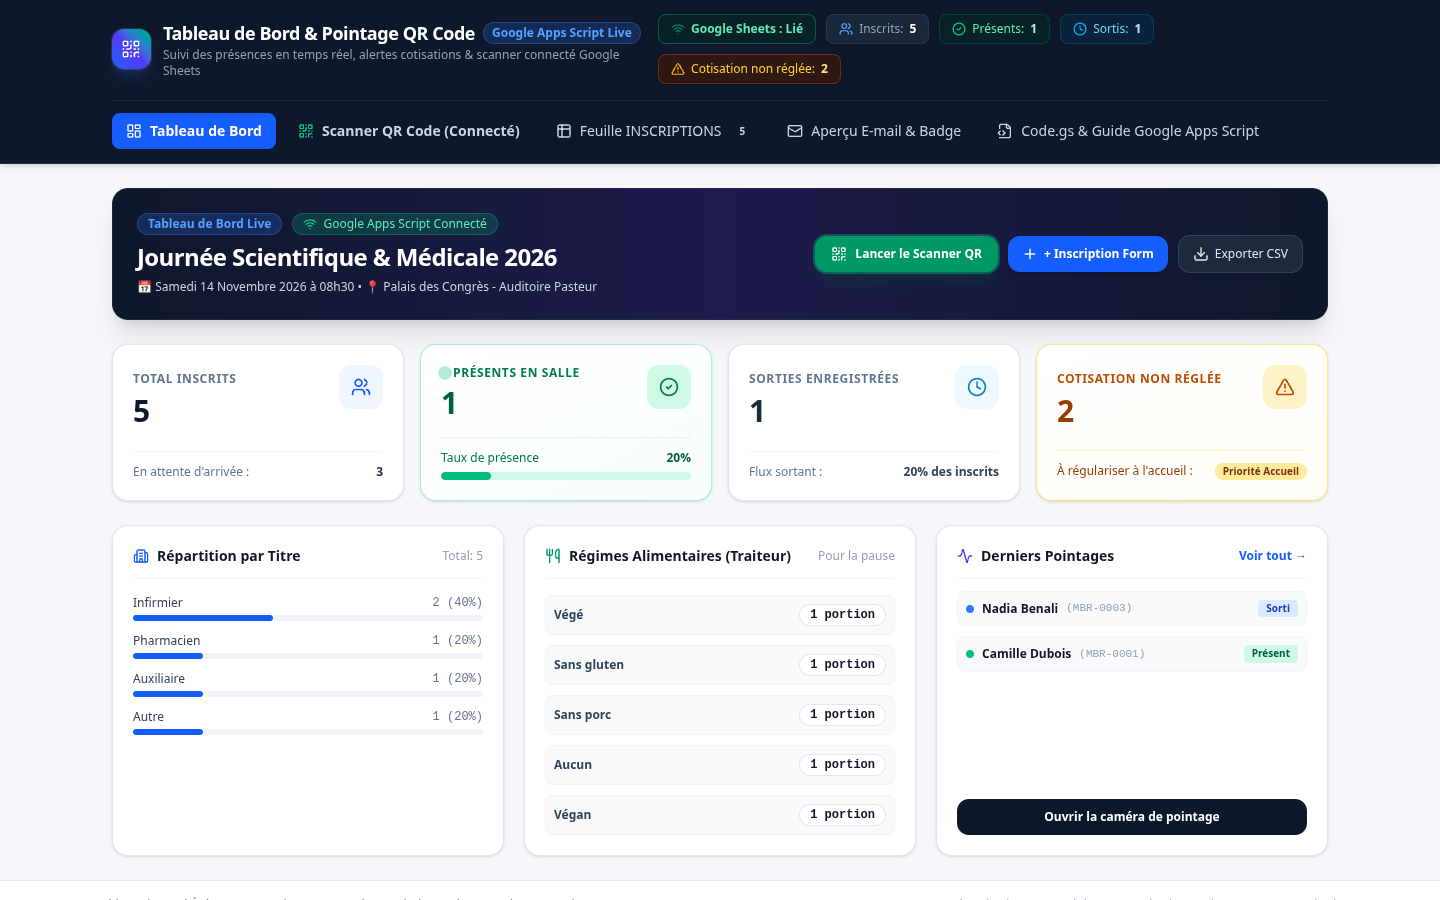 Tableau de Bord & Pointage QR Code
Google Apps Script Live
Suivi des présences en temps réel, alertes cotisations & scanner connecté Google
Sheets
Google Sheets : Lié
Inscrits: 5
Présents: 1
Sortis: 1
Cotisation non réglée: 2
Tableau de Bord
Scanner QR Code (Connecté)
Feuille INSCRIPTIONS 5
Aperçu E-mail & Badge
Code.gs & Guide Google Apps Script
Tableau de Bord Live
Google Apps Script Connecté
Journée Scientifique & Médicale 2026
📅 Samedi 14 Novembre 2026 à 08h30 • 📍 Palais des Congrès - Auditoire Pasteur
Lancer le Scanner QR
+ Inscription Form
Exporter CSV
TOTAL INSCRITS
5
En attente d'arrivée :
3
PRÉSENTS EN SALLE
1
Taux de présence
20%
SORTIES ENREGISTRÉES
1
Flux sortant :
20% des inscrits
COTISATION NON RÉGLÉE
2
À régulariser à l'accueil :
Priorité Accueil
Répartition par Titre
Total: 5
Infirmier
2 (40%)
Pharmacien
1 (20%)
Auxiliaire
1 (20%)
Autre
1 (20%)
Régimes Alimentaires (Traiteur)
Pour la pause
Végé
1 portion
Sans gluten
1 portion
Sans porc
1 portion
Aucun
1 portion
Végan
1 portion
Derniers Pointages
Voir tout →
Nadia Benali (MBR-0003)
Sorti
Camille Dubois (MBR-0001)
Présent
Ouvrir la caméra de pointage